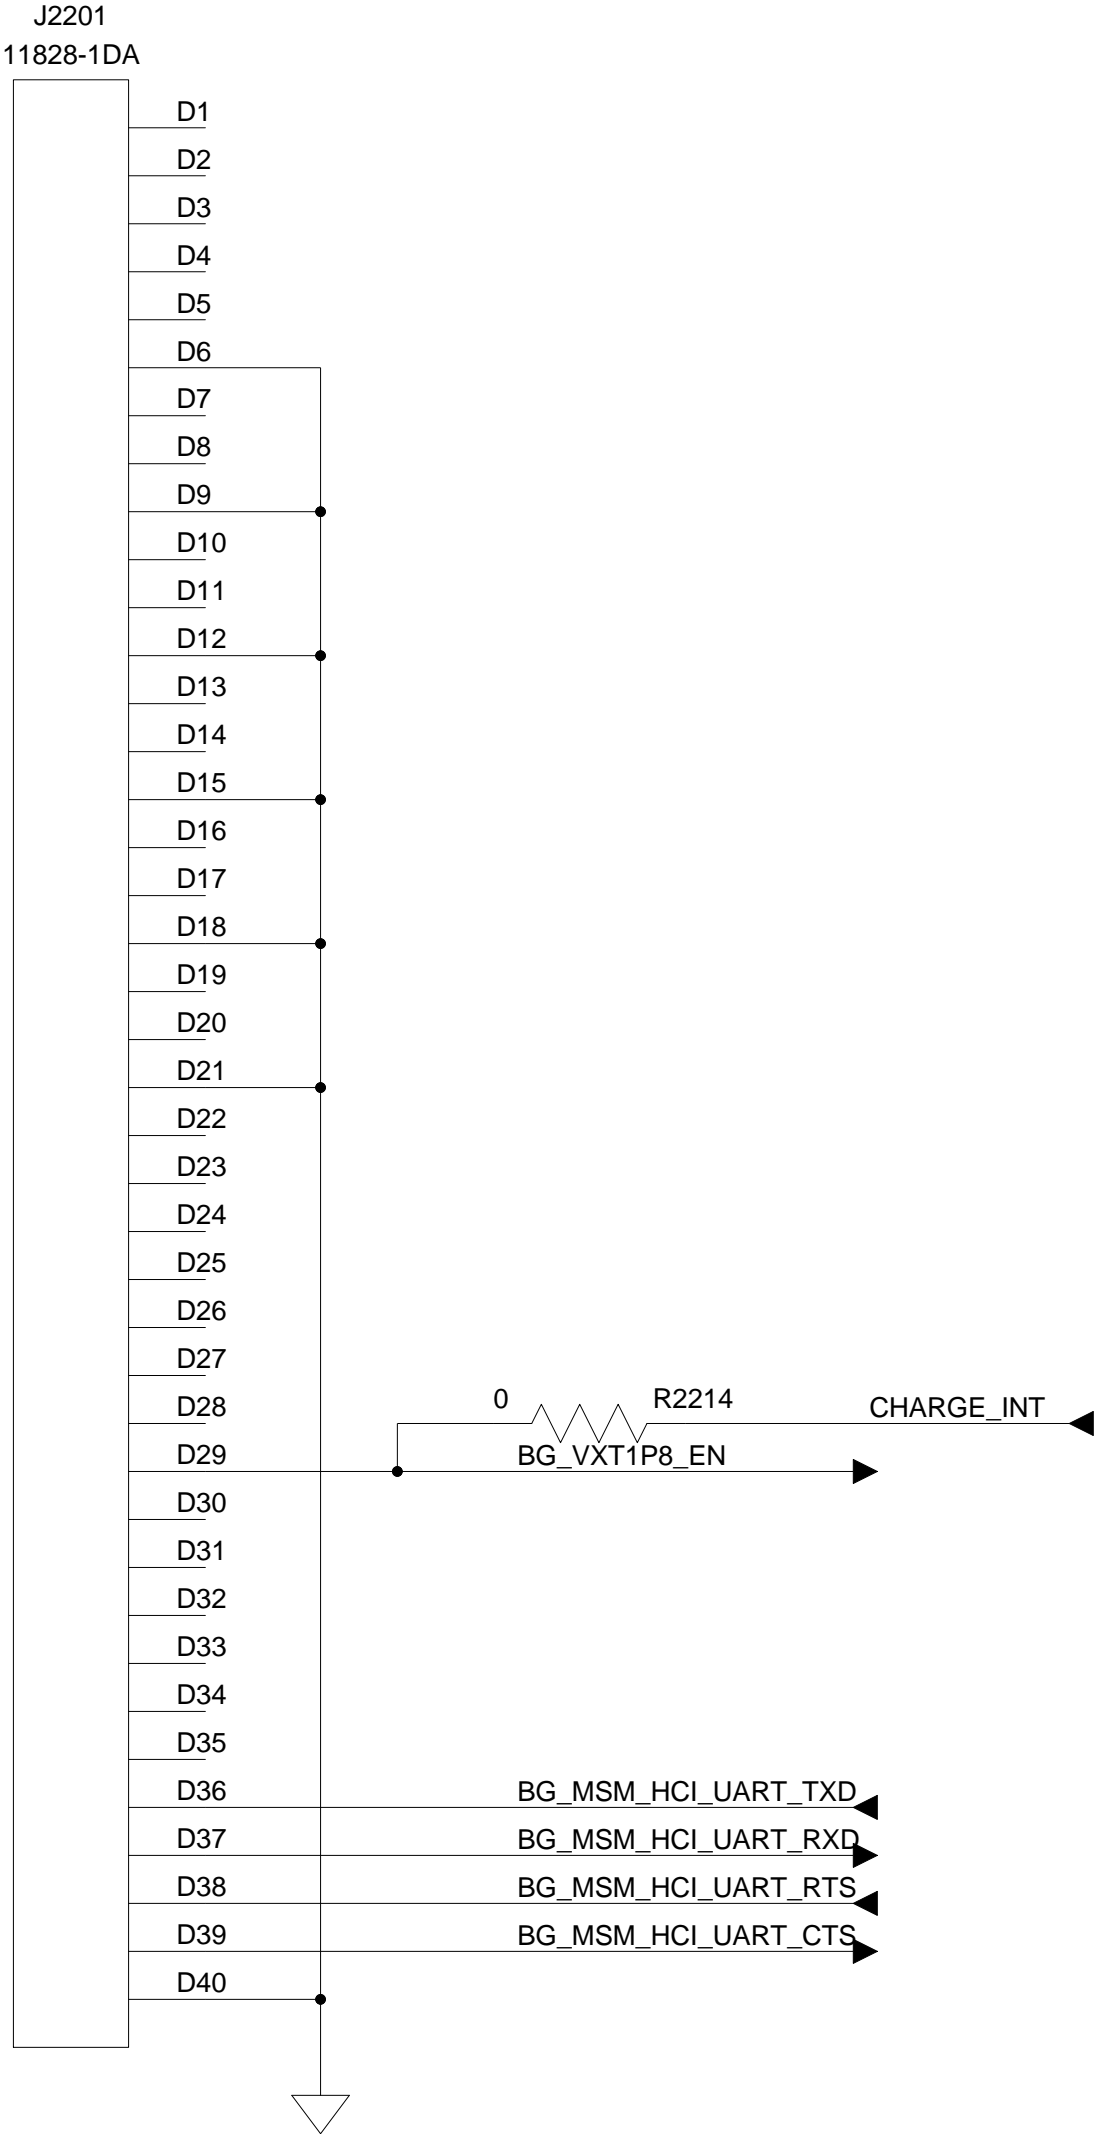 J2201
11828-1DA
D1
D2
D3
D4
D5
D6
D7
D8
D9
D10
D11
D12
D13
D14
D15
D16
D17
D18
D19
D20
D21
D22
D23
D24
D25
D26
D27
0 R2214 CHARGE_INT
D28
D29 BG_VXT1P8_EN
D30
D31
D32
D33
D34
D35
D36 BG_MSM_HCI_UART_TXD
D37 BG_MSM_HCI_UART_RXD
D38 BG_MSM_HCI_UART_RTS
D39 BG_MSM_HCI_UART_CTS
D40